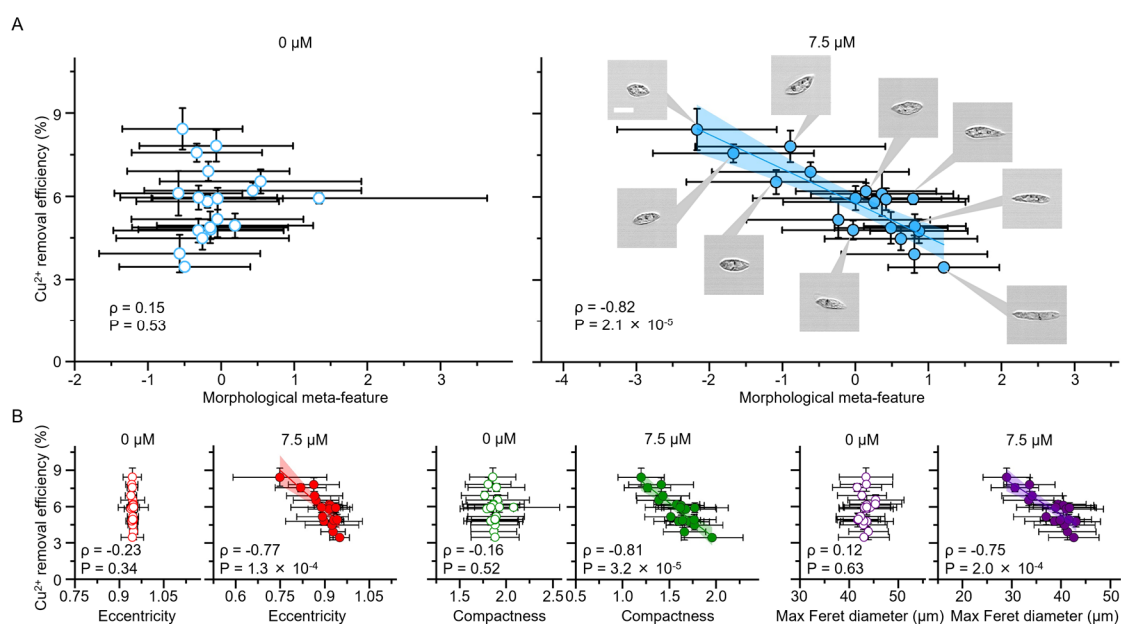 A
0 µM
7.5 µM
Cu²⁺ removal efficiency (%)
9
6
3
0
ρ = 0.15
P = 0.53
ρ = -0.82
P = 2.1 × 10⁻⁵
-2 -1 0 1 2 3
-4 -3 -2 -1 0 1 2 3
Morphological meta-feature
Morphological meta-feature
B
0 µM 7.5 µM 0 µM 7.5 µM 0 µM 7.5 µM
Cu²⁺ removal efficiency (%)
9
6
3
0
ρ = -0.23
P = 0.34
ρ = -0.77
P = 1.3 × 10⁻⁴
ρ = -0.16
P = 0.52
ρ = -0.81
P = 3.2 × 10⁻⁵
ρ = 0.12
P = 0.63
ρ = -0.75
P = 2.0 × 10⁻⁴
0.75 0.90 1.05
0.6 0.75 0.9 1.05
1.5 2.0 2.5
1.0 1.5 2.0
30 40 50
20 30 40 50
Eccentricity
Eccentricity
Compactness
Compactness
Max Feret diameter (µm)
Max Feret diameter (µm)